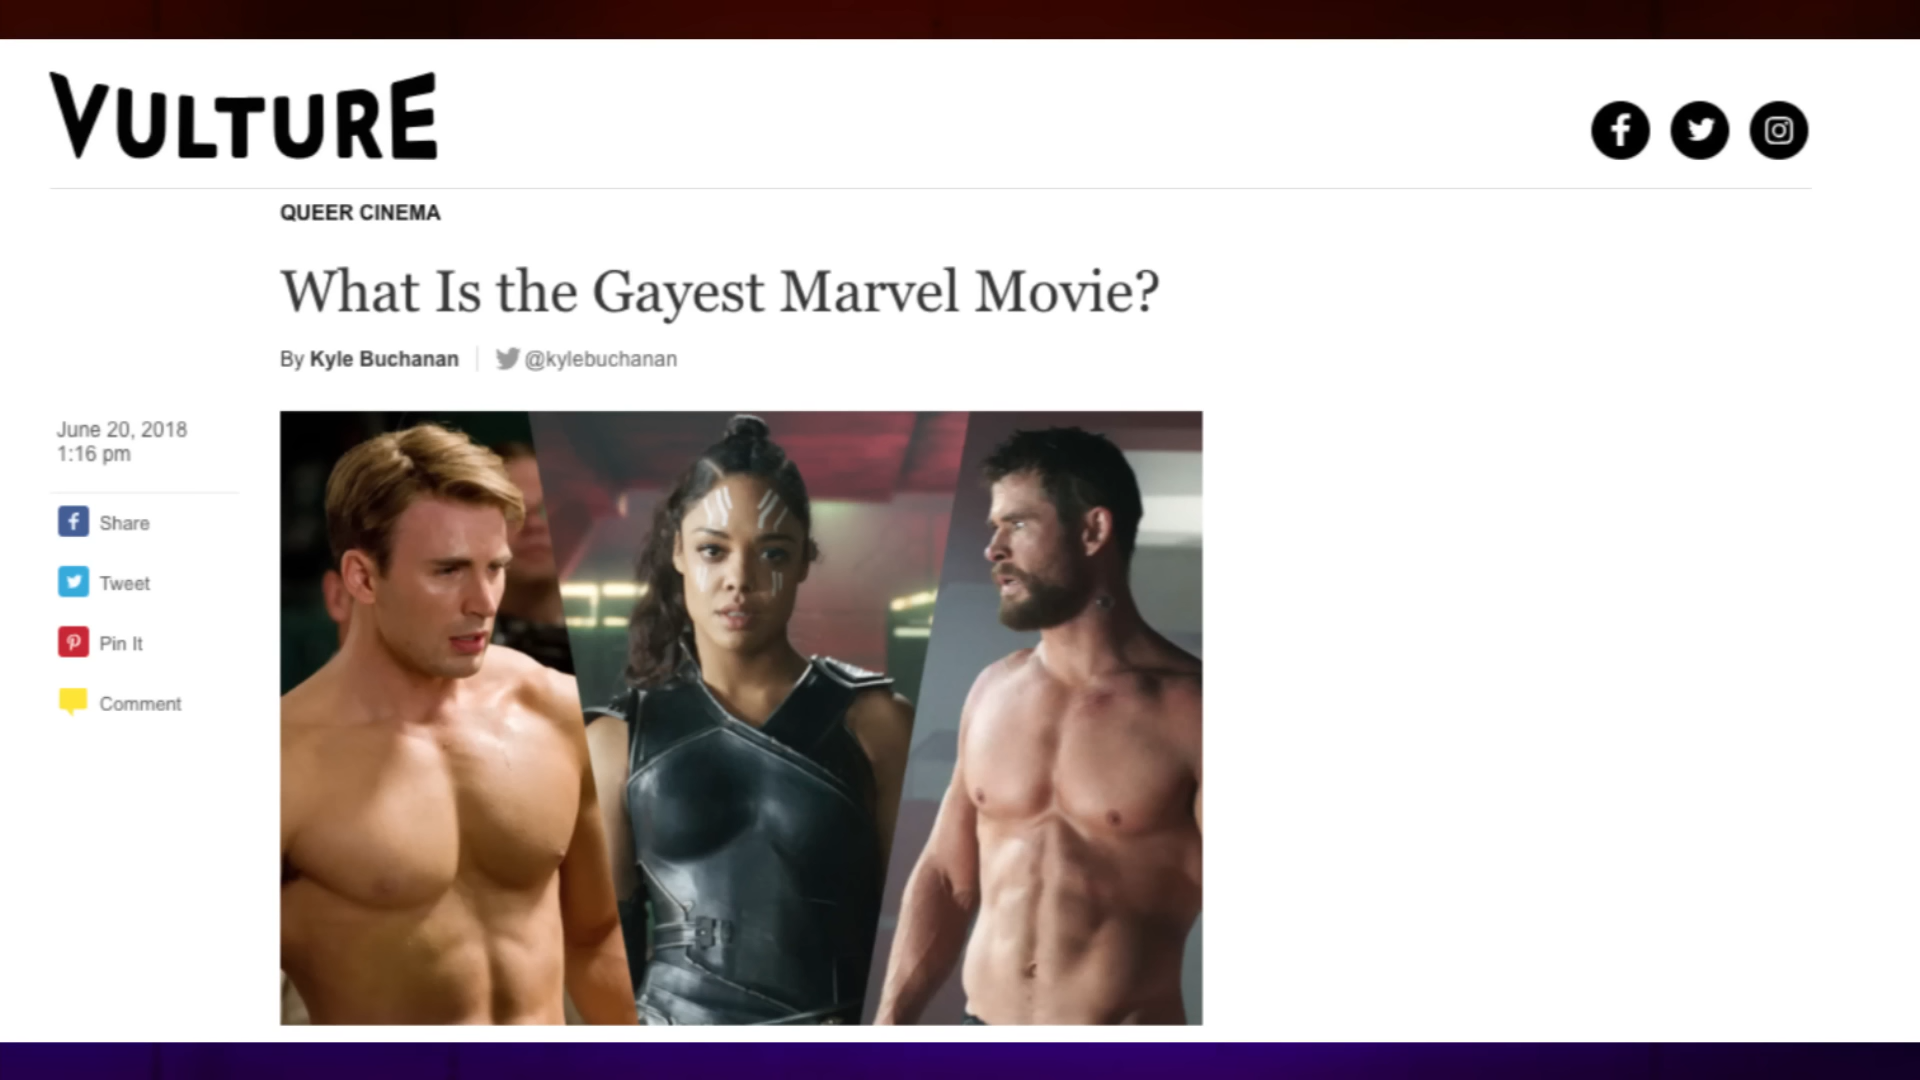 VULTURE
QUEER CINEMA
What Is the Gayest Marvel Movie?
By Kyle Buchanan @kylebuchanan
June 20, 2018
1:16 pm
Share
Tweet
Pin It
Comment